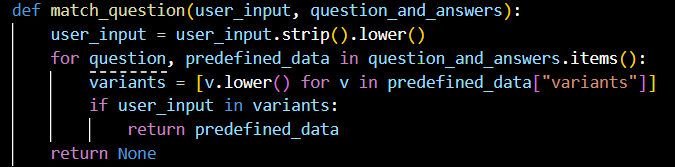 def match_question(user_input, question_and_answers):
    user_input = user_input.strip().lower()
    for question, predefined_data in question_and_answers.items():
        variants = [v.lower() for v in predefined_data["variants"]]
        if user_input in variants:
            return predefined_data
    return None